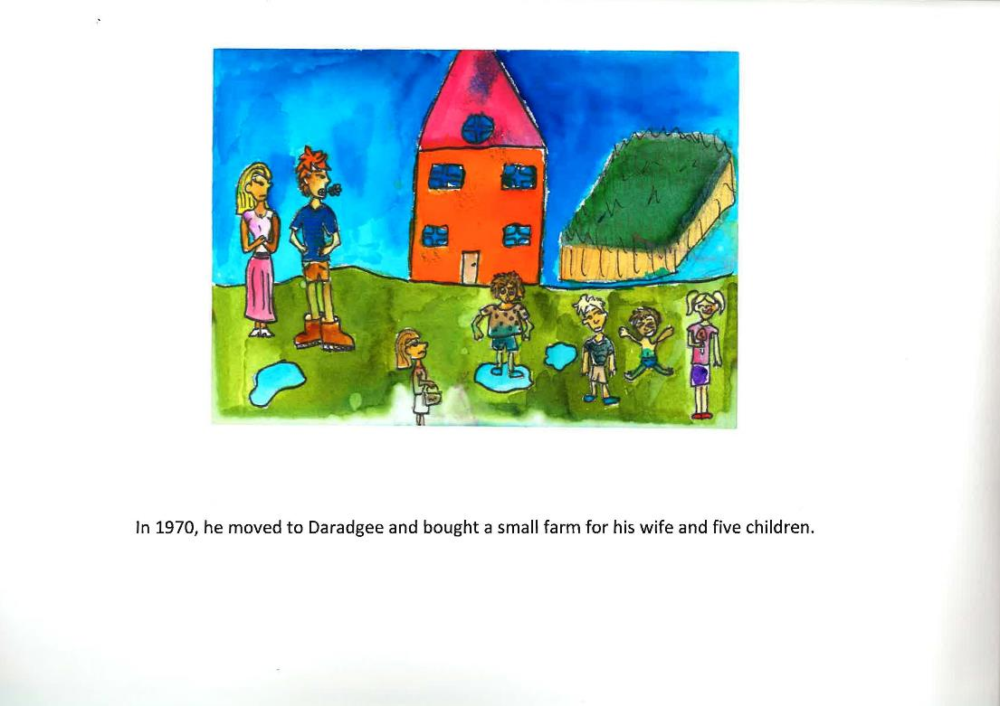 In 1970, he moved to Daradgee and bought a small farm for his wife and five children.